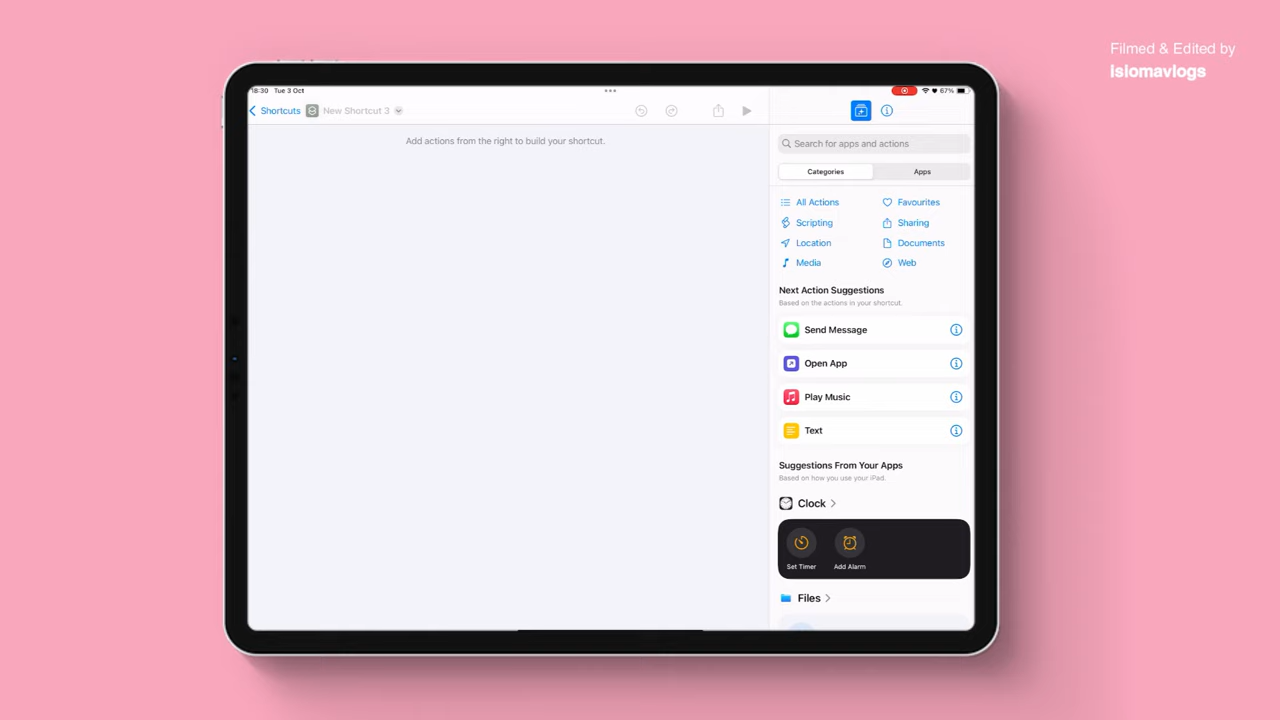 Filmed & Edited by
islomavlogs
18:30 Tue 3 Oct
67%
Shortcuts
New Shortcut 3
Add actions from the right to build your shortcut.
Search for apps and actions
Categories
Apps
All Actions
Favourites
Scripting
Sharing
Location
Documents
Media
Web
Next Action Suggestions
Based on the actions in your shortcut.
Send Message
Open App
Play Music
Text
Suggestions From Your Apps
Based on how you use your iPad.
Clock
Set Timer
Add Alarm
Files